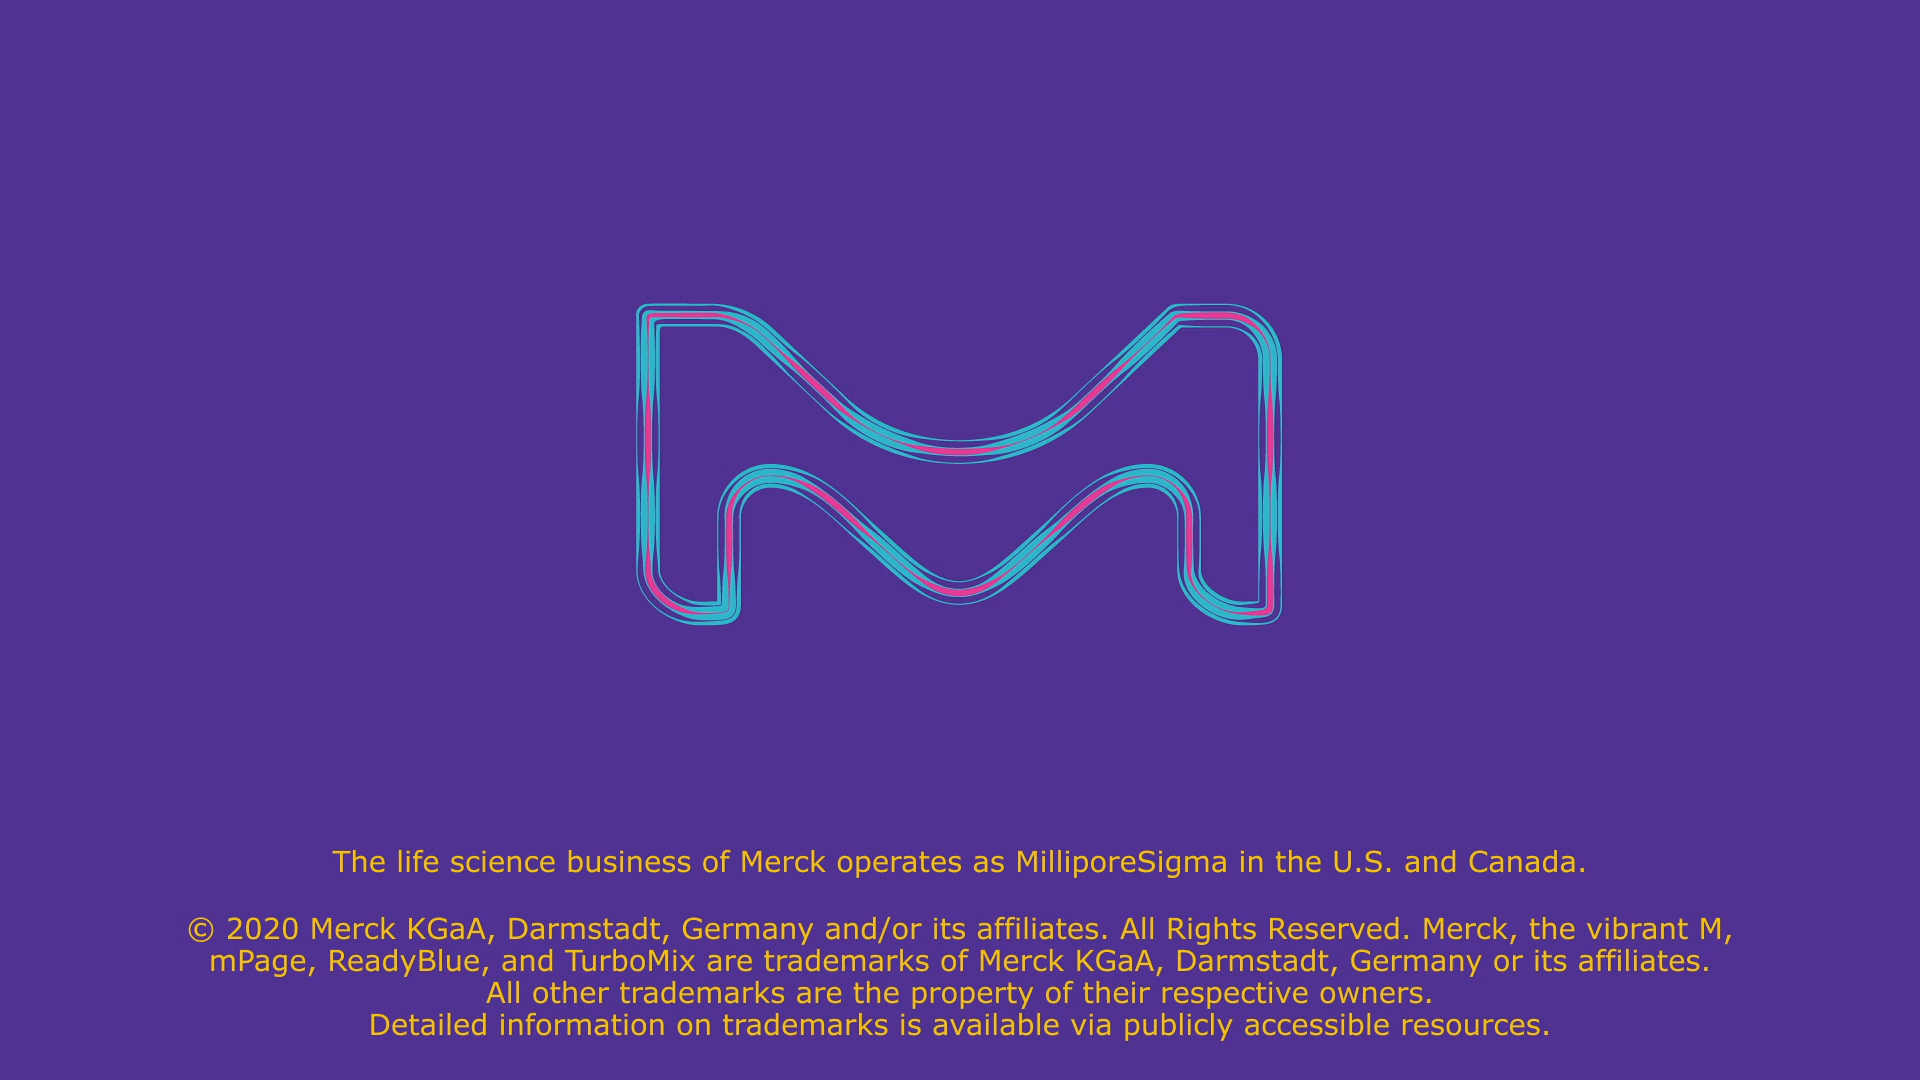 The life science business of Merck operates as MilliporeSigma in the U.S. and Canada.
© 2020 Merck KGaA, Darmstadt, Germany and/or its affiliates. All Rights Reserved. Merck, the vibrant M,
mPage, ReadyBlue, and TurboMix are trademarks of Merck KGaA, Darmstadt, Germany or its affiliates.
All other trademarks are the property of their respective owners.
Detailed information on trademarks is available via publicly accessible resources.